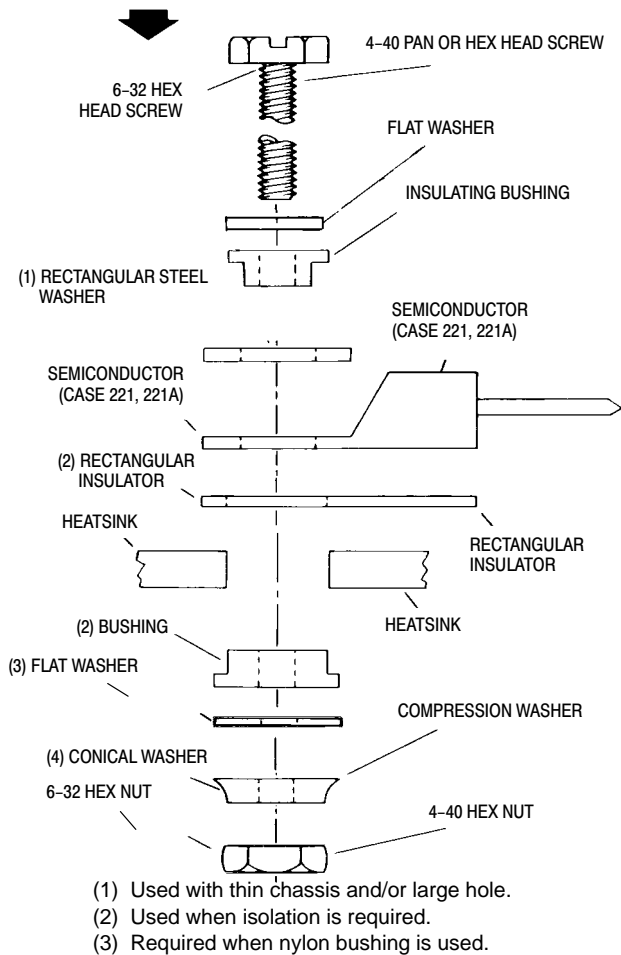 4–40 PAN OR HEX HEAD SCREW
6–32 HEX
HEAD SCREW
FLAT WASHER
INSULATING BUSHING
(1) RECTANGULAR STEEL
WASHER
SEMICONDUCTOR
(CASE 221, 221A)
SEMICONDUCTOR
(CASE 221, 221A)
(2) RECTANGULAR
INSULATOR
HEATSINK
RECTANGULAR
INSULATOR
HEATSINK
(2) BUSHING
(3) FLAT WASHER
COMPRESSION WASHER
(4) CONICAL WASHER
6–32 HEX NUT
4–40 HEX NUT
(1) Used with thin chassis and/or large hole.
(2) Used when isolation is required.
(3) Required when nylon bushing is used.